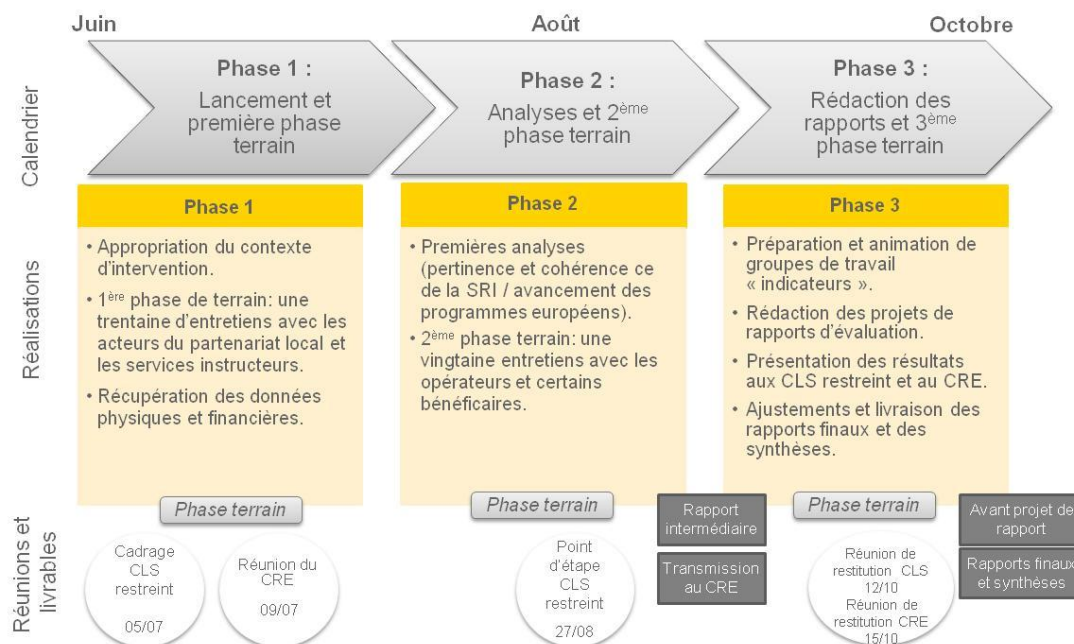 Juin
Août
Octobre
Calendrier
Phase 1 :
Lancement et
première phase
terrain
Phase 2 :
Analyses et 2ème
phase terrain
Phase 3 :
Rédaction des
rapports et 3ème
phase terrain
Réalisations
Phase 1
• Appropriation du contexte
d'intervention.
• 1ère phase de terrain: une
trentaine d'entretiens avec les
acteurs du partenariat local et
les services instructeurs.
• Récupération des données
physiques et financières.
Phase 2
• Premières analyses
(pertinence et cohérence ce
de la SRI / avancement des
programmes européens).
• 2ème phase terrain: une
vingtaine entretiens avec les
opérateurs et certains
bénéficaires.
Phase 3
• Préparation et animation de
groupes de travail
« indicateurs ».
• Rédaction des projets de
rapports d'évaluation.
• Présentation des résultats
aux CLS restreint et au CRE.
• Ajustements et livraison des
rapports finaux et des
synthèses.
Réunions et
livrables
Phase terrain
Cadrage
CLS
restreint
05/07
Réunion du
CRE
09/07
Phase terrain
Point
d'étape
CLS
restreint
27/08
Rapport
intermédiaire
Transmission
au CRE
Phase terrain
Réunion de
restitution CLS
12/10
Réunion de
restitution CRE
15/10
Avant projet de
rapport
Rapports finaux
et synthèses